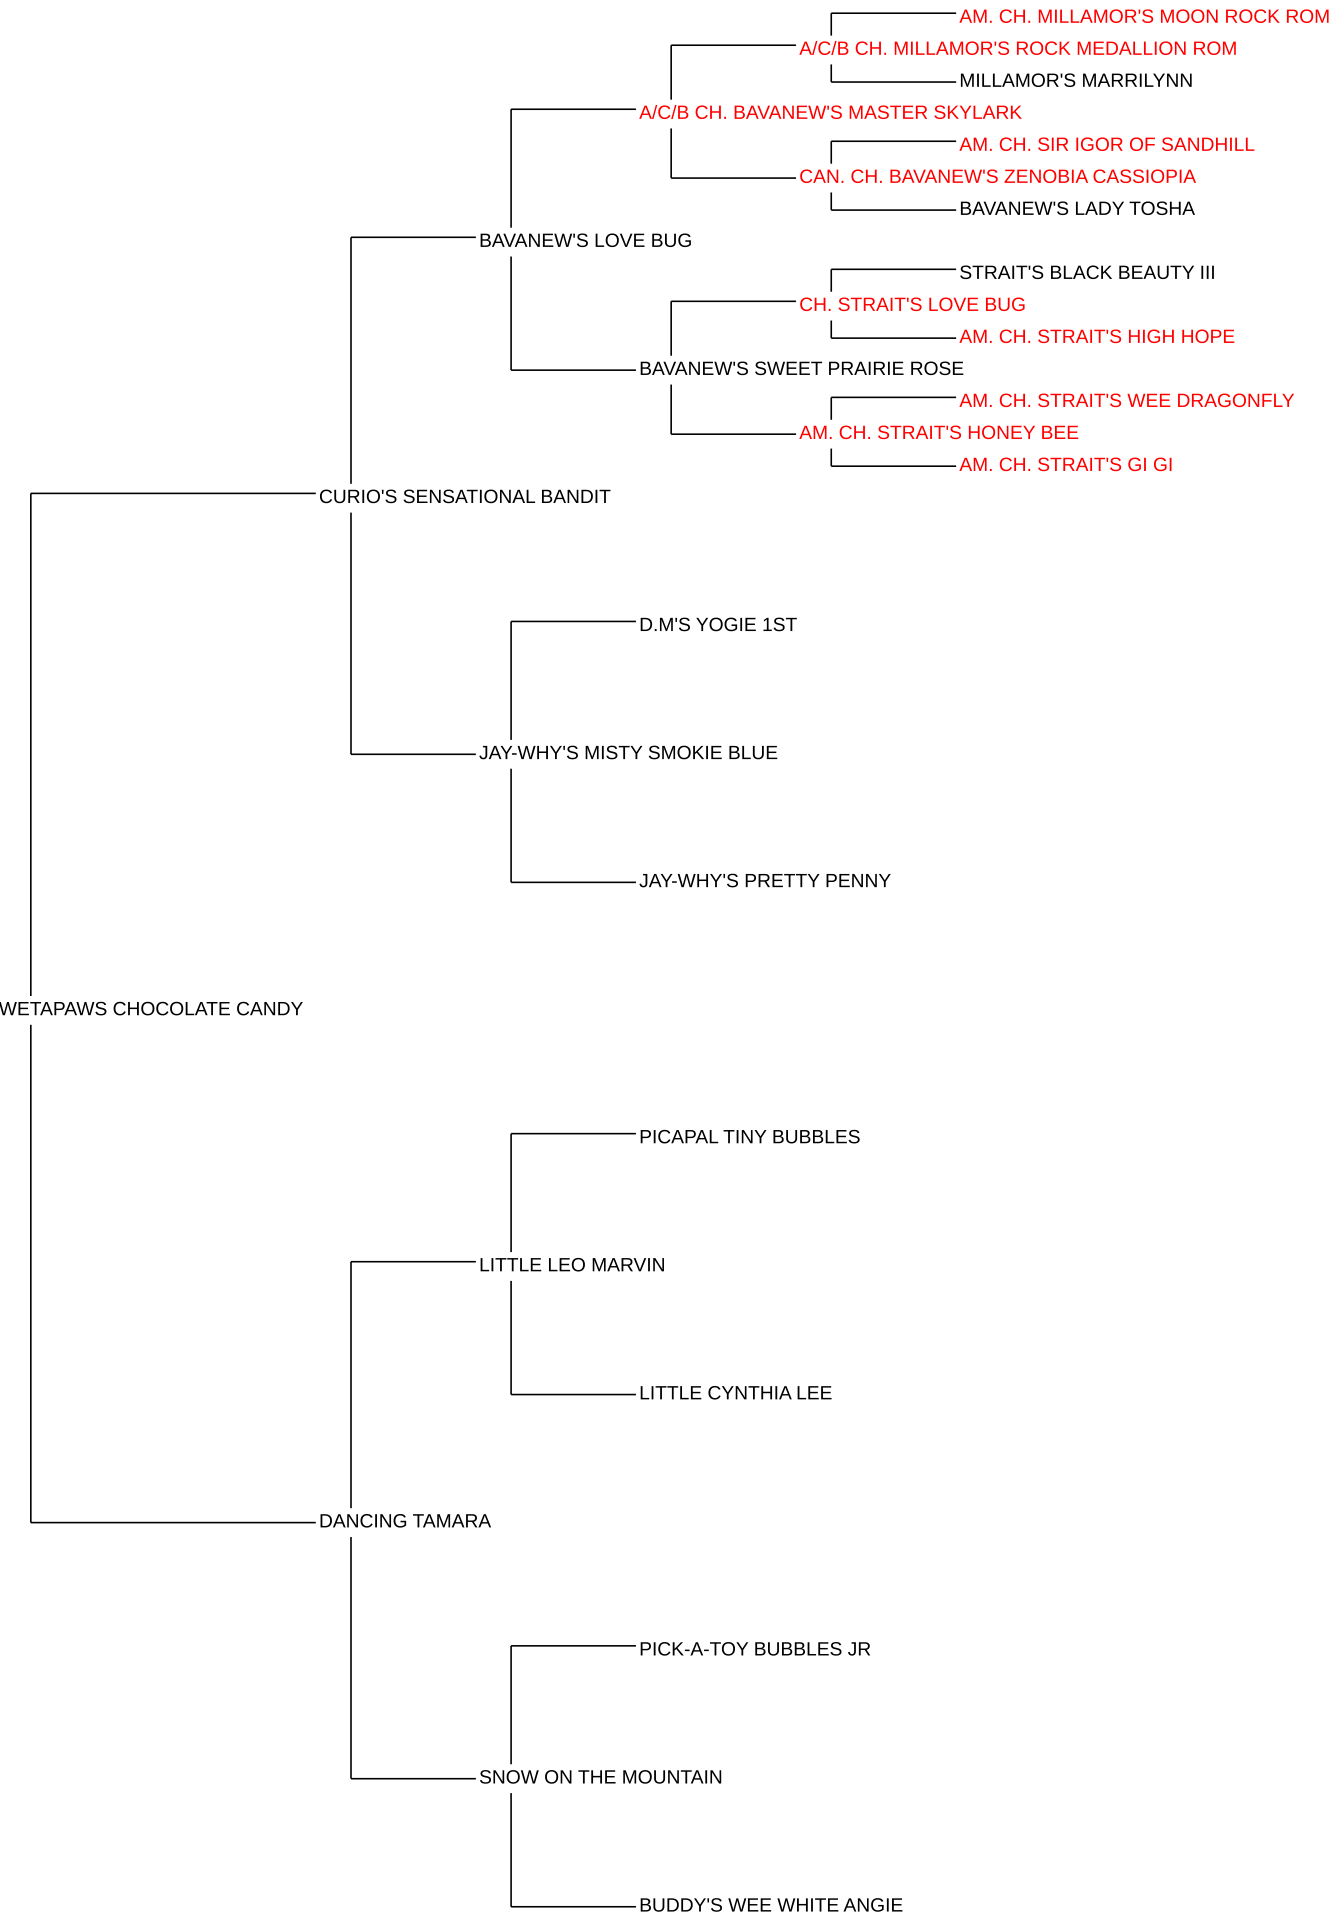 AM. CH. MILLAMOR'S MOON ROCK ROM
A/C/B CH. MILLAMOR'S ROCK MEDALLION ROM
MILLAMOR'S MARRILYNN
A/C/B CH. BAVANEW'S MASTER SKYLARK
AM. CH. SIR IGOR OF SANDHILL
CAN. CH. BAVANEW'S ZENOBIA CASSIOPIA
BAVANEW'S LADY TOSHA
BAVANEW'S LOVE BUG
STRAIT'S BLACK BEAUTY III
CH. STRAIT'S LOVE BUG
AM. CH. STRAIT'S HIGH HOPE
BAVANEW'S SWEET PRAIRIE ROSE
AM. CH. STRAIT'S WEE DRAGONFLY
AM. CH. STRAIT'S HONEY BEE
AM. CH. STRAIT'S GI GI
CURIO'S SENSATIONAL BANDIT
D.M'S YOGIE 1ST
JAY-WHY'S MISTY SMOKIE BLUE
JAY-WHY'S PRETTY PENNY
WETAPAWS CHOCOLATE CANDY
PICAPAL TINY BUBBLES
LITTLE LEO MARVIN
LITTLE CYNTHIA LEE
DANCING TAMARA
PICK-A-TOY BUBBLES JR
SNOW ON THE MOUNTAIN
BUDDY'S WEE WHITE ANGIE